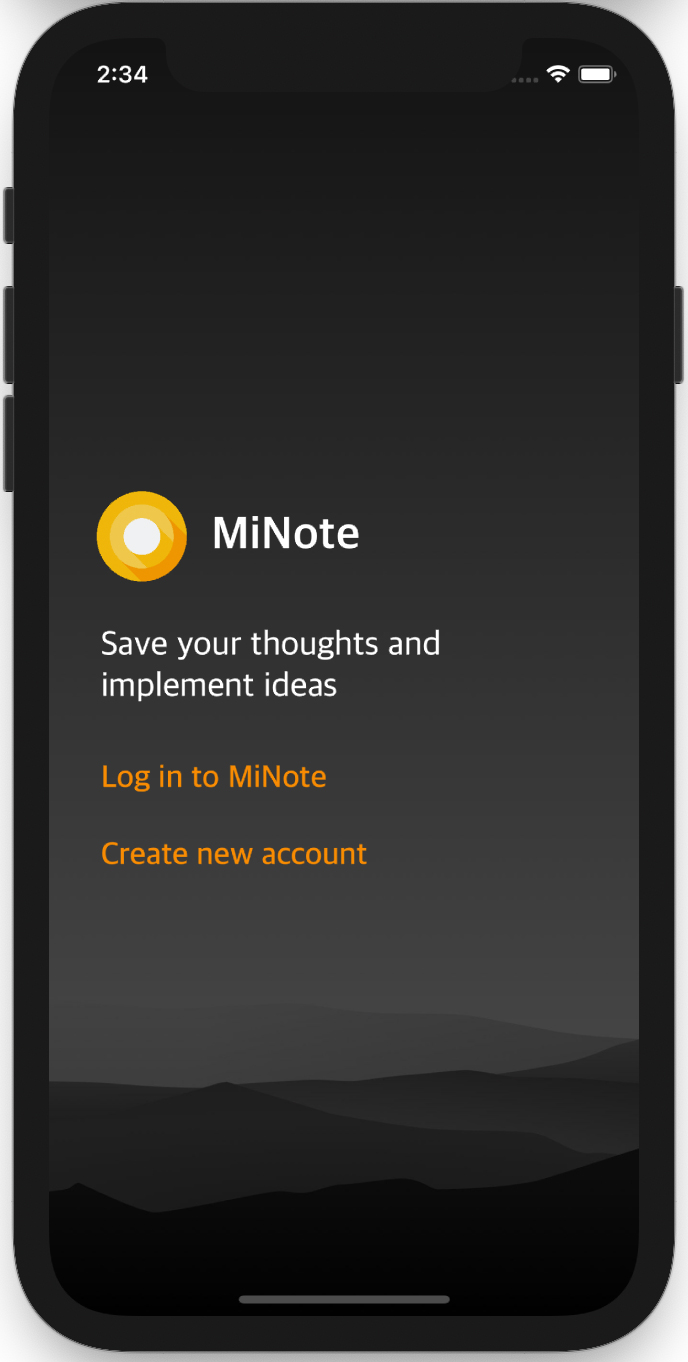 2:34
MiNote
Save your thoughts and
implement ideas
Log in to MiNote
Create new account